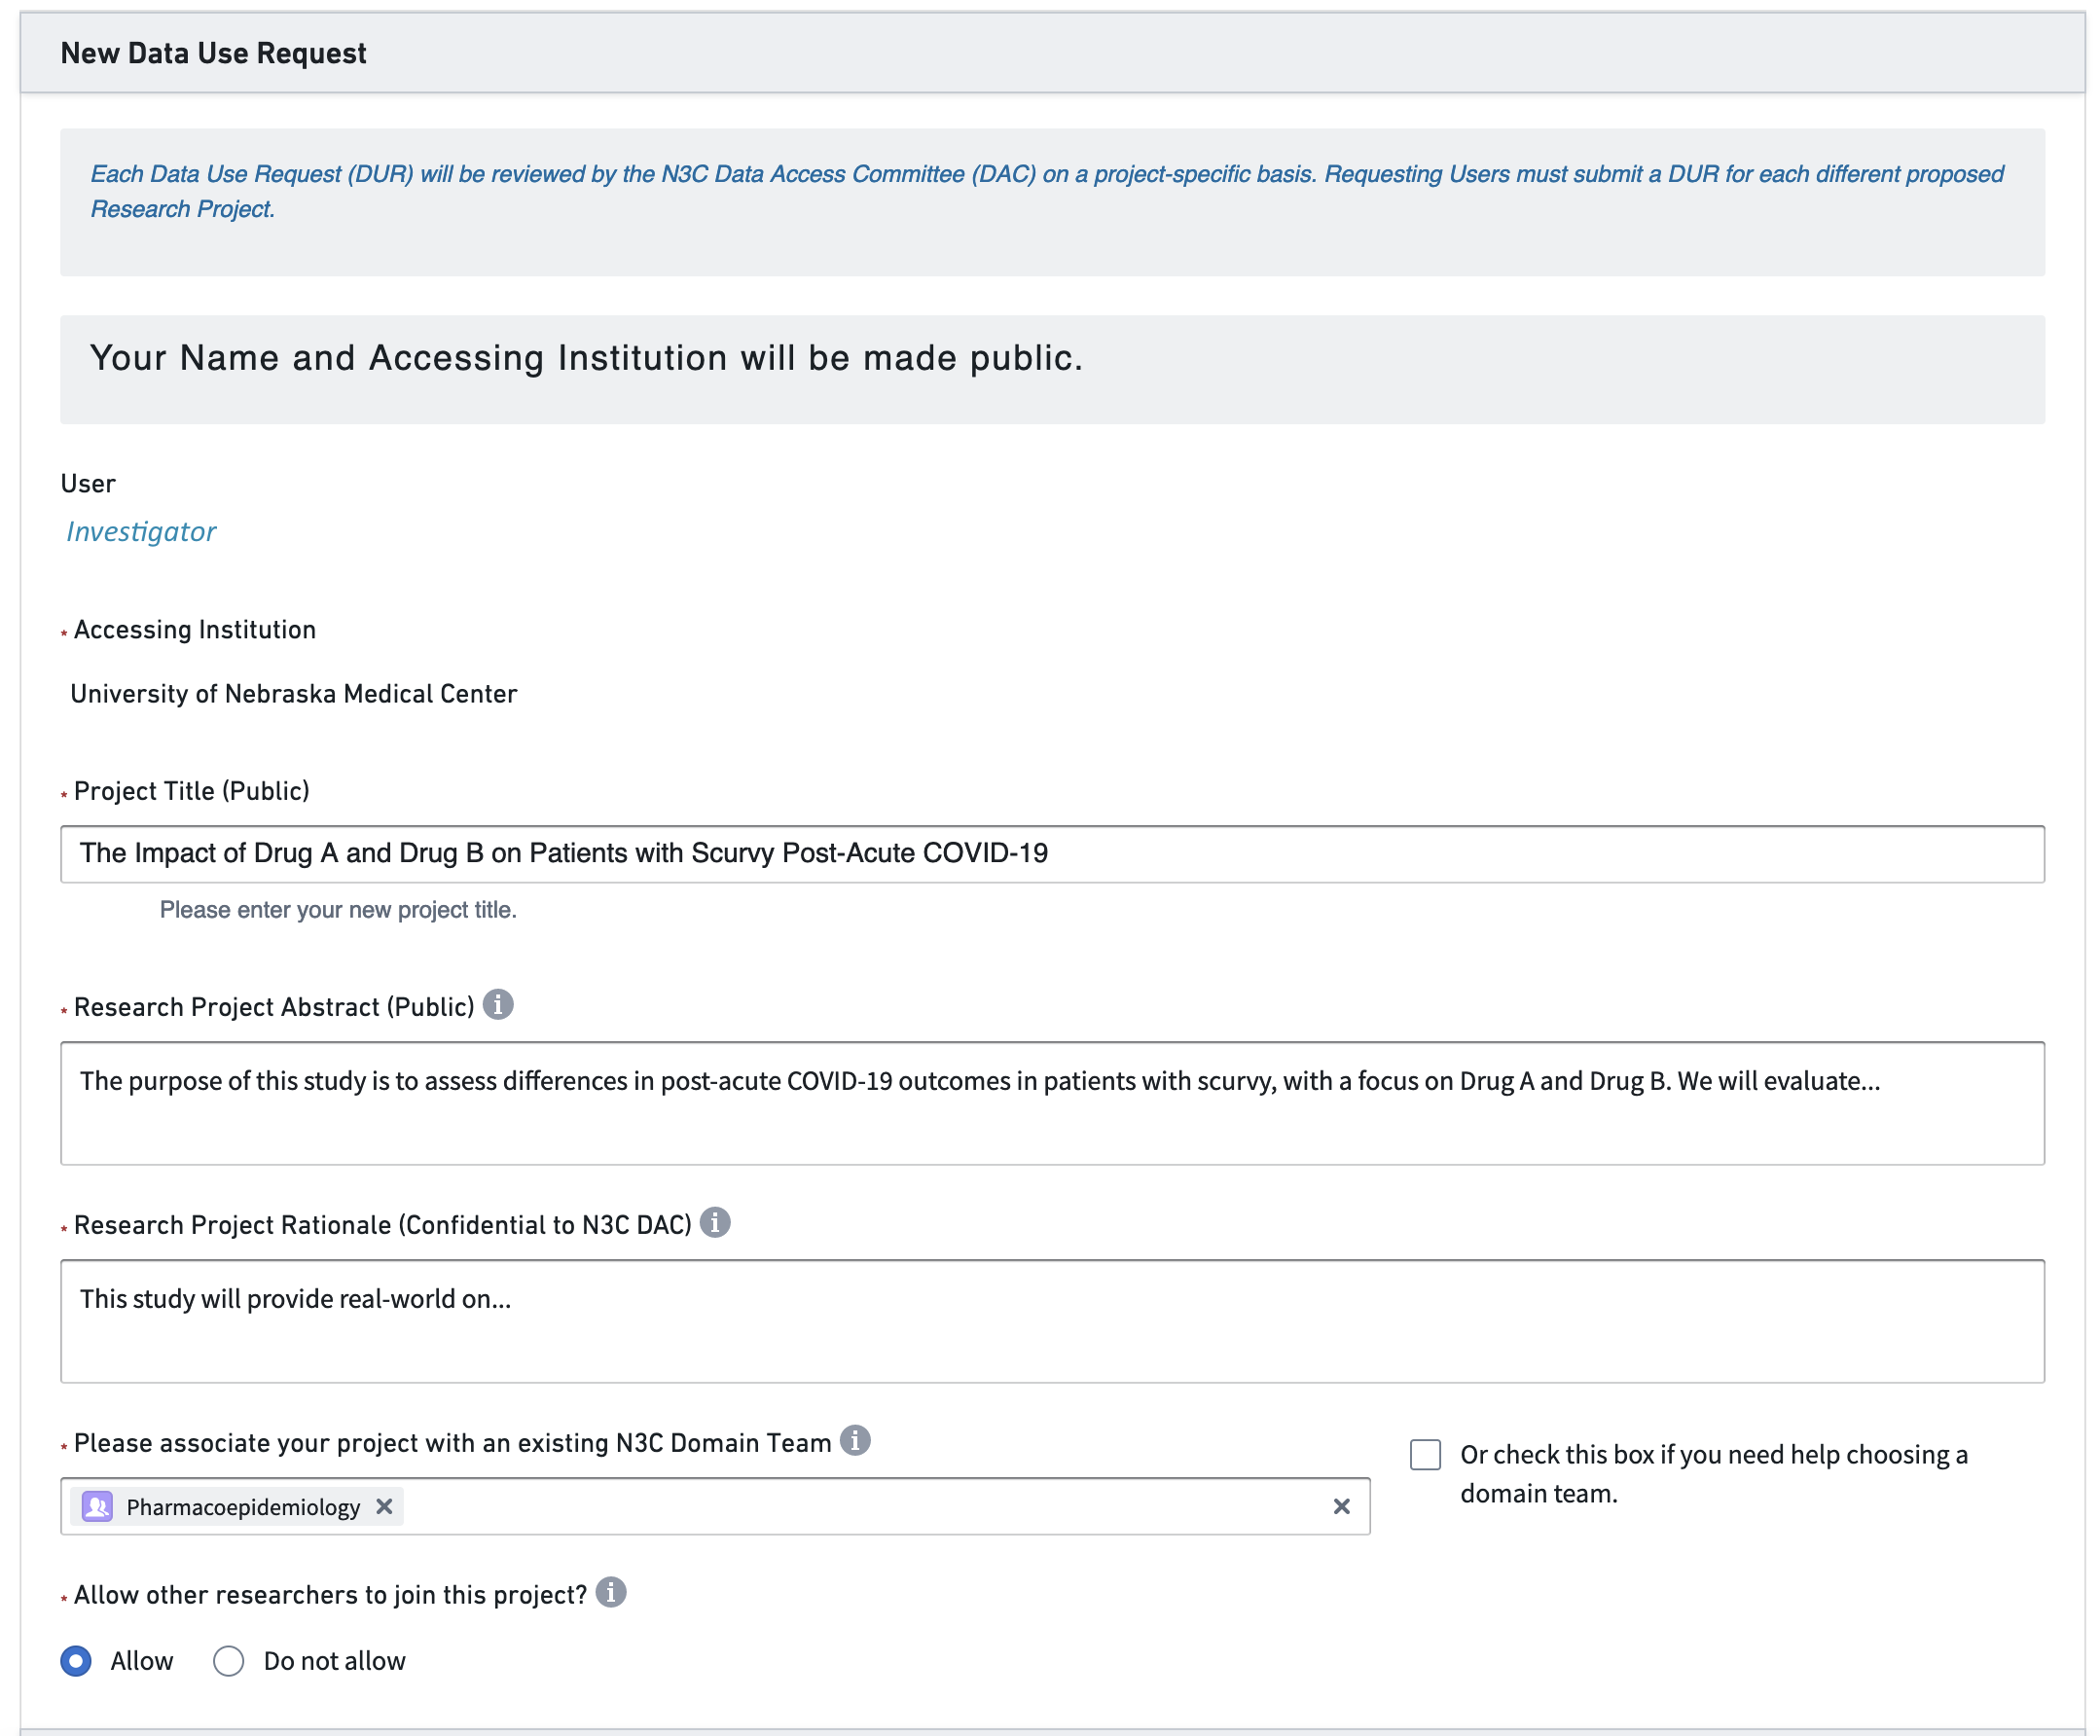 New Data Use Request
Each Data Use Request (DUR) will be reviewed by the N3C Data Access Committee (DAC) on a project-specific basis. Requesting Users must submit a DUR for each different proposed
Research Project.
Your Name and Accessing Institution will be made public.
User
Investigator
* Accessing Institution
University of Nebraska Medical Center
* Project Title (Public)
The Impact of Drug A and Drug B on Patients with Scurvy Post-Acute COVID-19
Please enter your new project title.
* Research Project Abstract (Public)
The purpose of this study is to assess differences in post-acute COVID-19 outcomes in patients with scurvy, with a focus on Drug A and Drug B. We will evaluate...
* Research Project Rationale (Confidential to N3C DAC)
This study will provide real-world on...
* Please associate your project with an existing N3C Domain Team
Pharmacoepidemiology
Or check this box if you need help choosing a
domain team.
* Allow other researchers to join this project?
Allow Do not allow